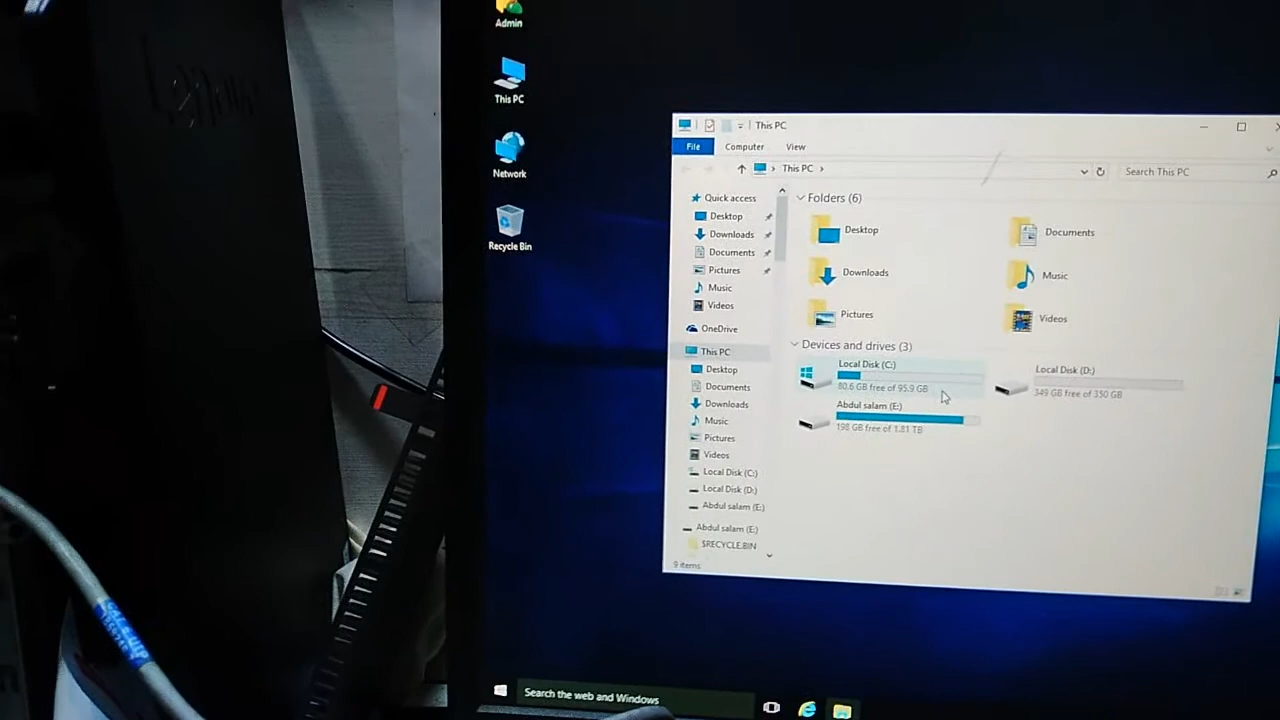 Lenovo
Admin
This PC
Network
Recycle Bin
This PC
File
Computer
View
This PC
Search This PC
Quick access
Desktop
Downloads
Documents
Pictures
Music
Videos
OneDrive
This PC
Desktop
Documents
Downloads
Music
Pictures
Videos
Local Disk (C:)
Local Disk (D:)
Abdul salam (E:)
Abdul salam (E:)
$RECYCLE.BIN
9 items
Folders (6)
Desktop
Documents
Downloads
Music
Pictures
Videos
Devices and drives (3)
Local Disk (C:)
80.6 GB free of 95.9 GB
Local Disk (D:)
349 GB free of 350 GB
Abdul salam (E:)
198 GB free of 1.81 TB
Search the web and Windows